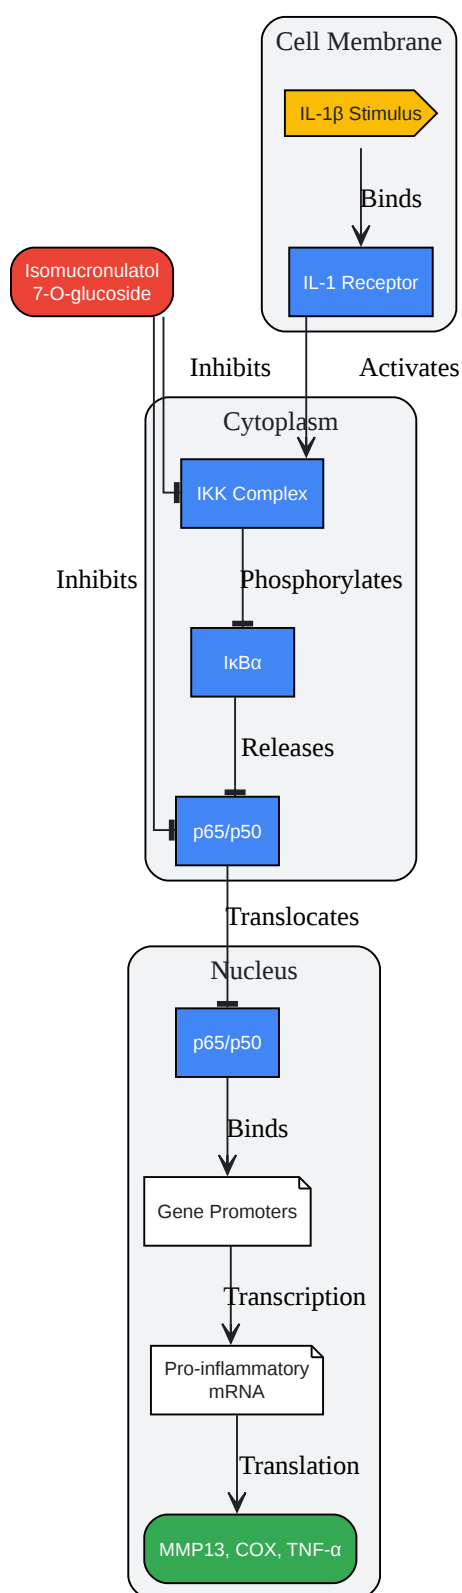 Cell Membrane
IL-1β Stimulus
Binds
IL-1 Receptor
Isomucronulatol
7-O-glucoside
Inhibits
Activates
Cytoplasm
IKK Complex
Inhibits
Phosphorylates
IκBα
Releases
p65/p50
Translocates
Nucleus
p65/p50
Binds
Gene Promoters
Transcription
Pro-inflammatory
mRNA
Translation
MMP13, COX, TNF-α